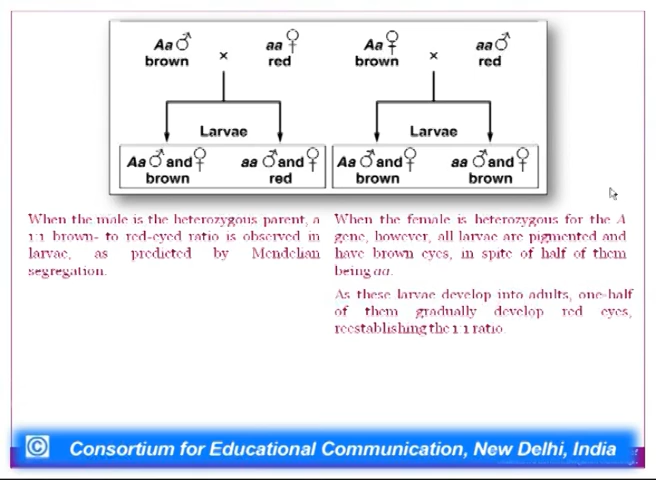 Aa ♂ × aa ♀
brown red
Larvae
Aa ♂ and ♀ aa ♂ and ♀
brown red
Aa ♀ × aa ♂
brown red
Larvae
Aa ♂ and ♀ aa ♂ and ♀
brown brown
When the male is the heterozygous parent, a
1:1 brown- to red-eyed ratio is observed in
larvae, as predicted by Mendelian
segregation.
When the female is heterozygous for the A
gene, however, all larvae are pigmented and
have brown eyes, in spite of half of them
being aa.
As these larvae develop into adults, one-half
of them gradually develop red eyes,
reestablishing the 1:1 ratio.
© Consortium for Educational Communication, New Delhi, India